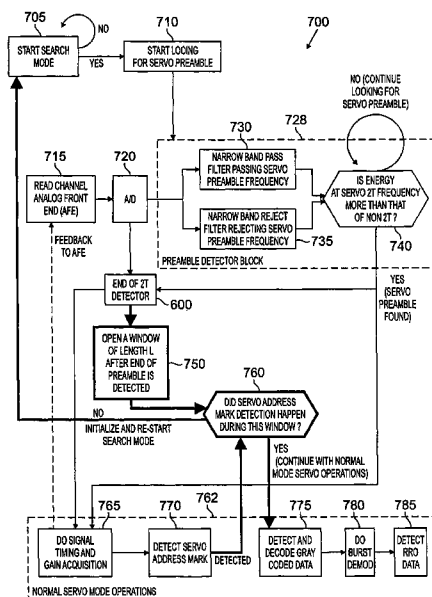 705
NO
710
700
START SEARCH
MODE
YES
START LOCING
FOR SERVO PREAMBLE
NO (CONTINUE
LOOKING FOR
SERVO PREAMBLE)
728
730
715
720
READ CHANNEL
ANALOG FRONT
END (AFE)
A/D
NARROW BAND PASS
FILTER PASSING SERVO
PREAMBLE FREQUENCY
IS ENERGY
AT SERVO 2T FREQUENCY
MORE THAN THAT
OF NON 2T ?
740
NARROW BAND REJECT
FILTER REJECTING SERVO
PREAMBLE FREQUENCY
735
FEEDBACK
TO AFE
PREAMBLE DETECTOR BLOCK
END OF 2T
DETECTOR
600
YES
(SERVO
PREAMBLE
FOUND)
OPEN A WINDOW
OF LENGTH L
AFTER END OF
PREAMBLE IS
DETECTED
750
760
DID SERVO ADDRESS
MARK DETECTION HAPPEN
DURING THIS WINDOW ?
NO
INITIALIZE AND RE-START
SEARCH MODE
YES
(CONTINUE WITH NORMAL
MODE SERVO OPERATIONS)
765
770
762
775
780
785
DO SIGNAL
TIMING AND
GAIN ACQUISITION
DETECT SERVO
ADDRESS MARK
DETECTED
DETECT AND
DECODE GRAY
CODED DATA
DO
BURST
DEMOD
DETECT
RRO DATA
NORMAL SERVO MODE OPERATIONS